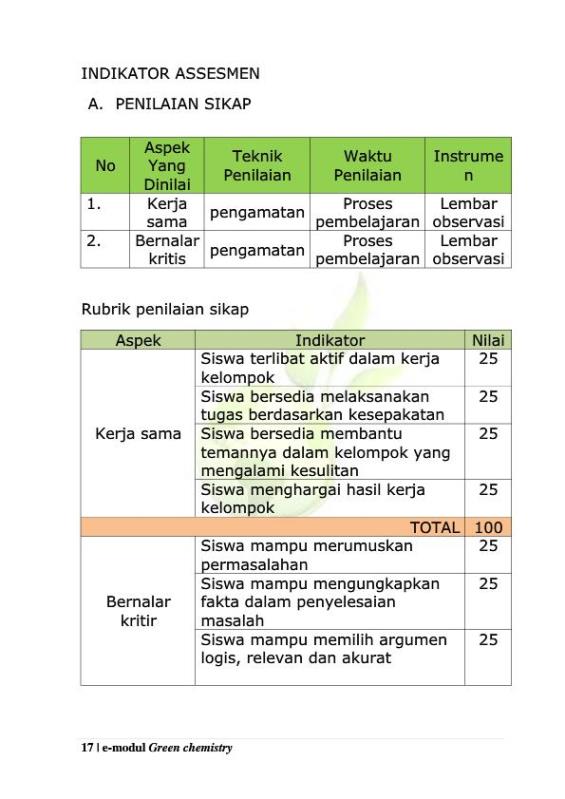 INDIKATOR ASSESMEN
A. PENILAIAN SIKAP
No
Aspek
Yang
Dinilai
Teknik
Penilaian
Waktu
Penilaian
Instrume
n
1.
Kerja
sama
pengamatan
Proses
pembelajaran
Lembar
observasi
2.
Bernalar
kritis
pengamatan
Proses
pembelajaran
Lembar
observasi
Rubrik penilaian sikap
Aspek
Indikator
Nilai
Kerja sama
Siswa terlibat aktif dalam kerja
kelompok
25
Siswa bersedia melaksanakan
tugas berdasarkan kesepakatan
25
Siswa bersedia membantu
temannya dalam kelompok yang
mengalami kesulitan
25
Siswa menghargai hasil kerja
kelompok
25
TOTAL
100
Bernalar
kritir
Siswa mampu merumuskan
permasalahan
25
Siswa mampu mengungkapkan
fakta dalam penyelesaian
masalah
25
Siswa mampu memilih argumen
logis, relevan dan akurat
25
17 | e-modul Green chemistry